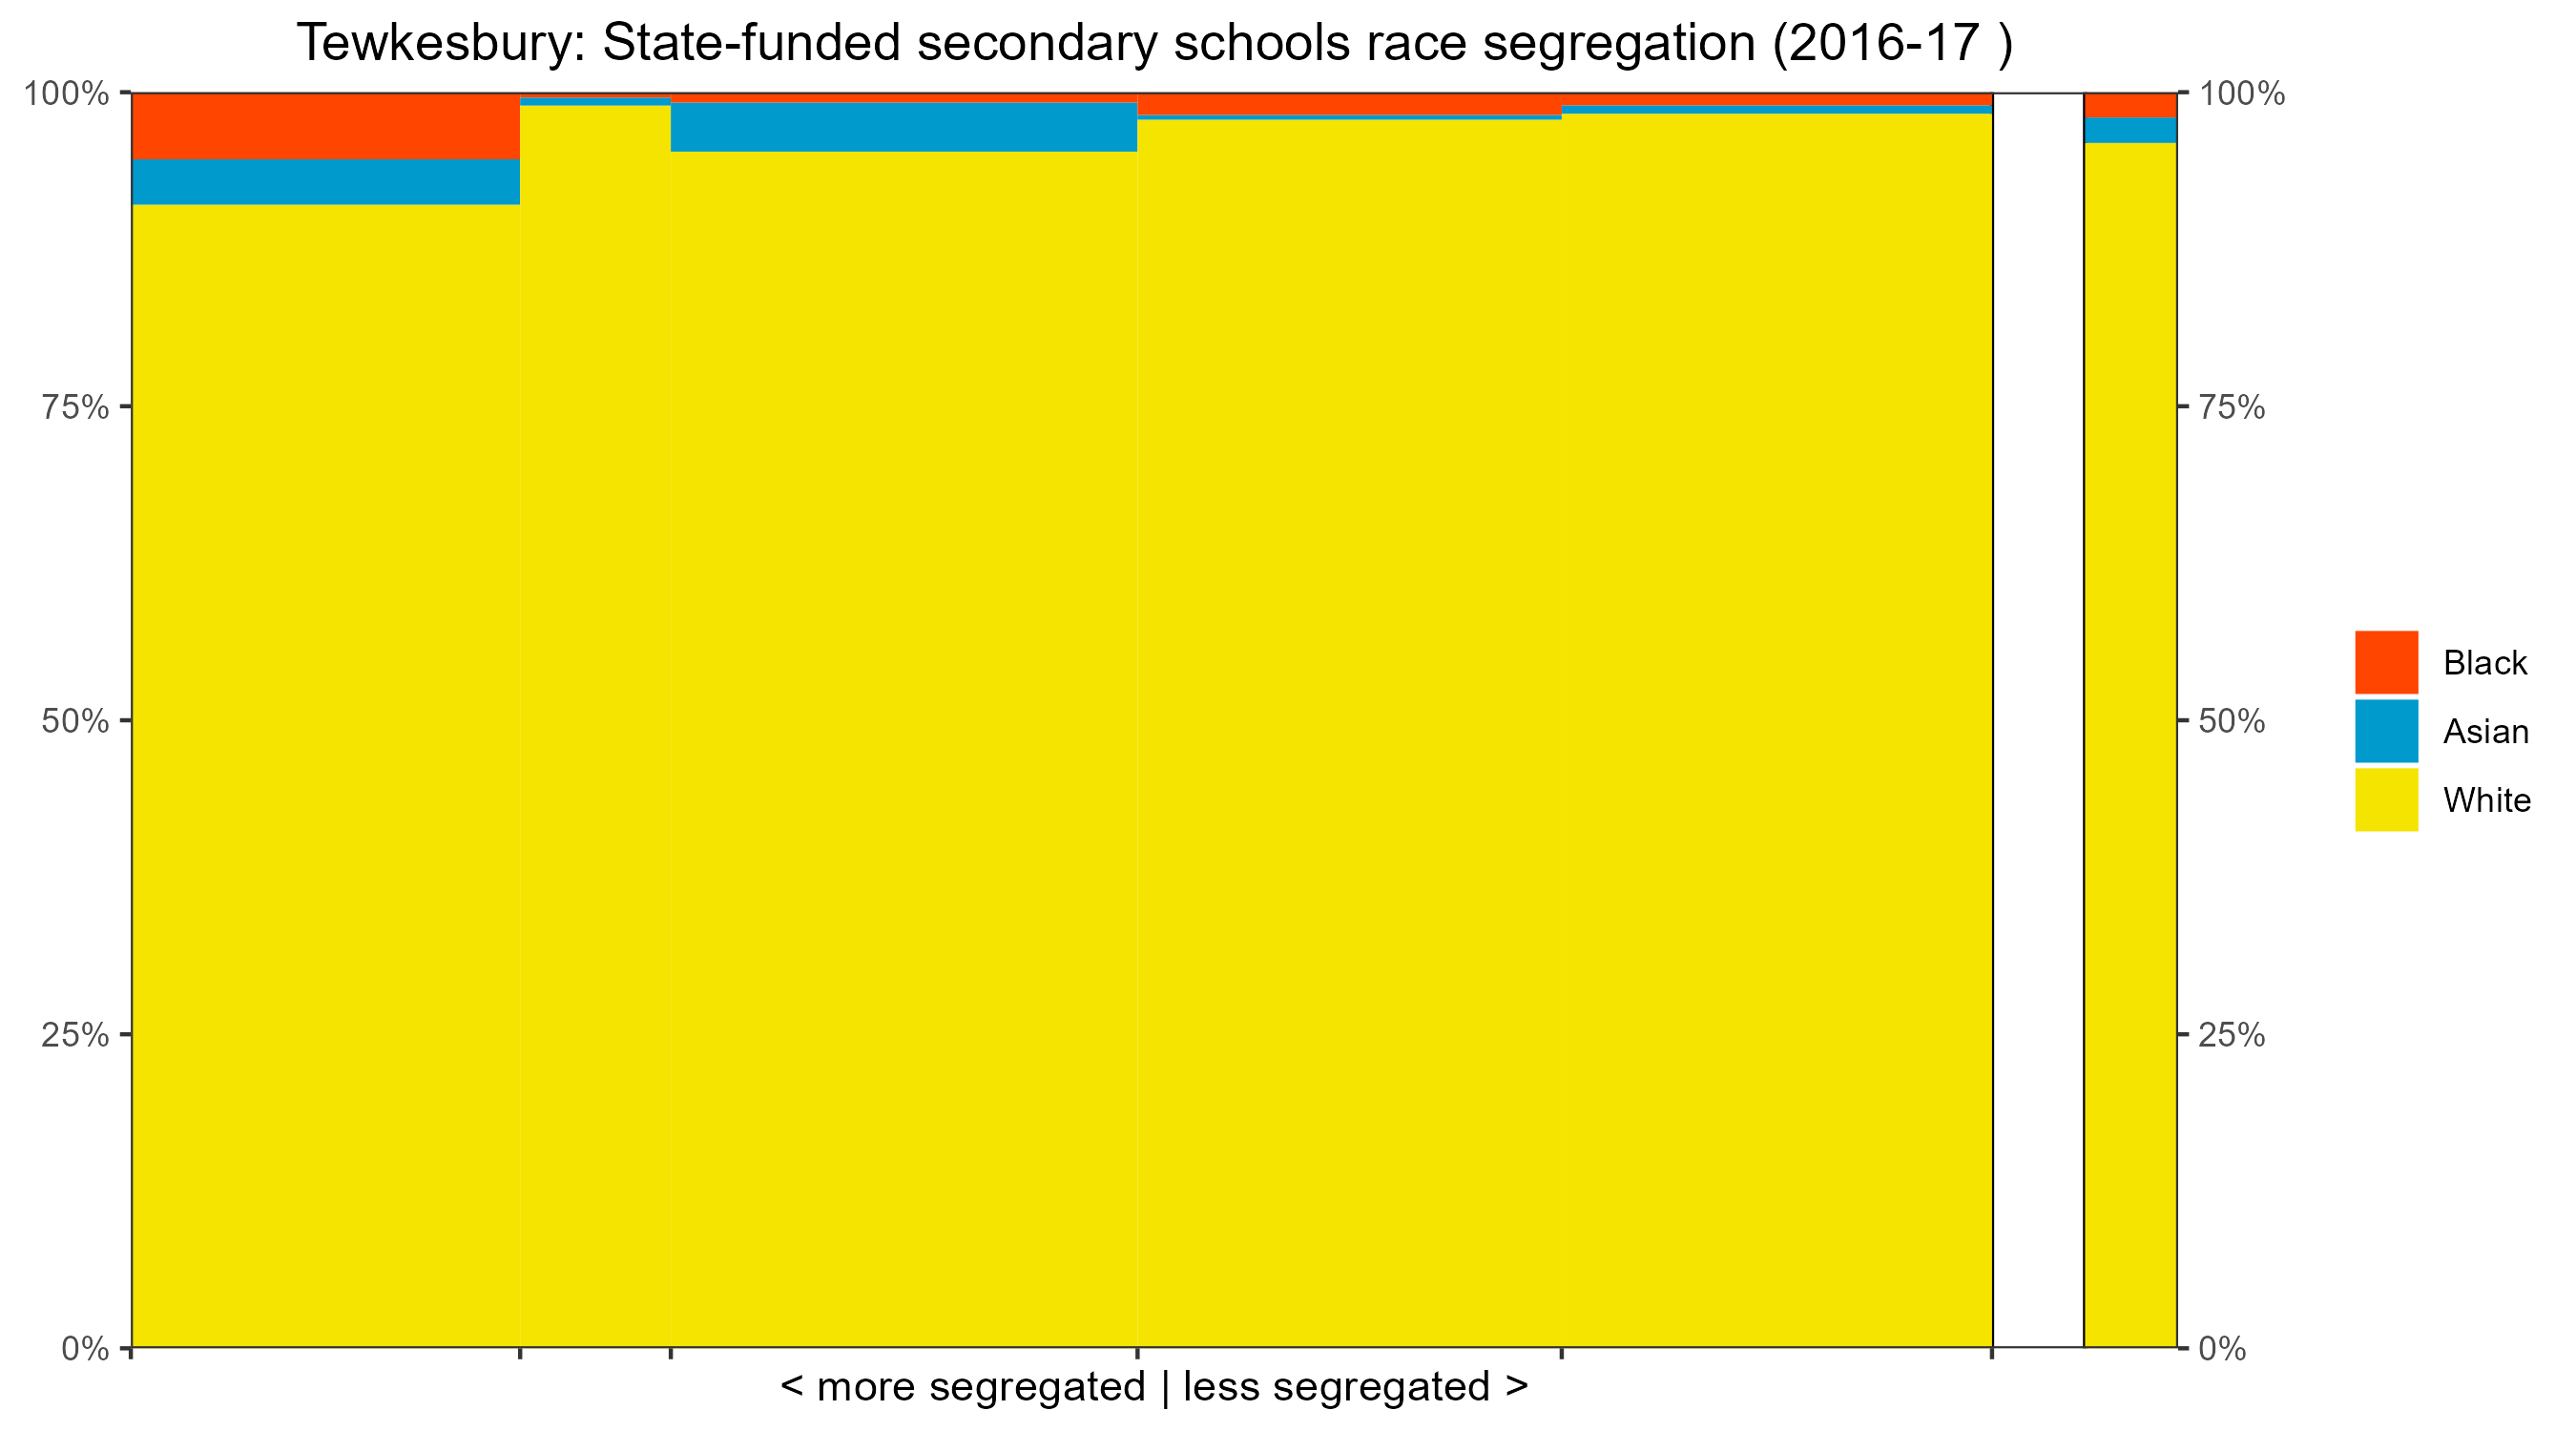 Tewkesbury: State-funded secondary schools race segregation (2016-17 )
100%
75%
50%
25%
0%
100%
75%
50%
25%
0%
Black
Asian
White
< more segregated | less segregated >